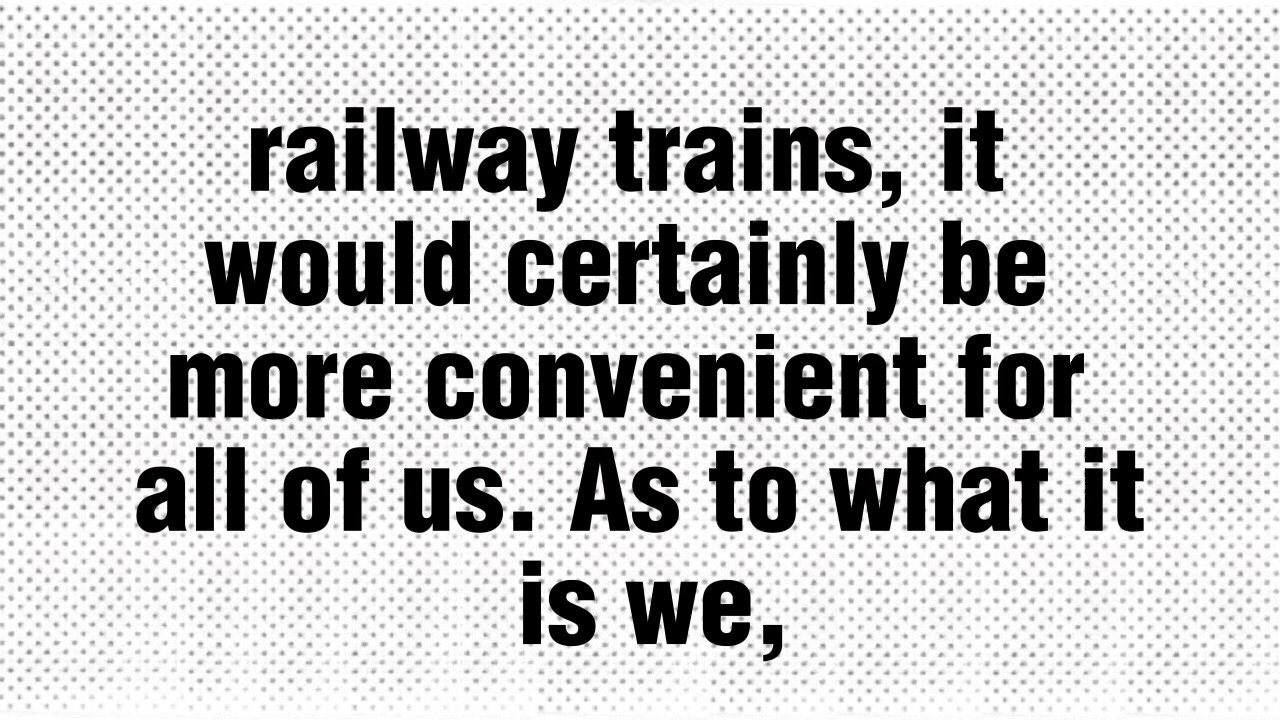 railway trains, it
would certainly be
more convenient for
all of us. As to what it
is we,